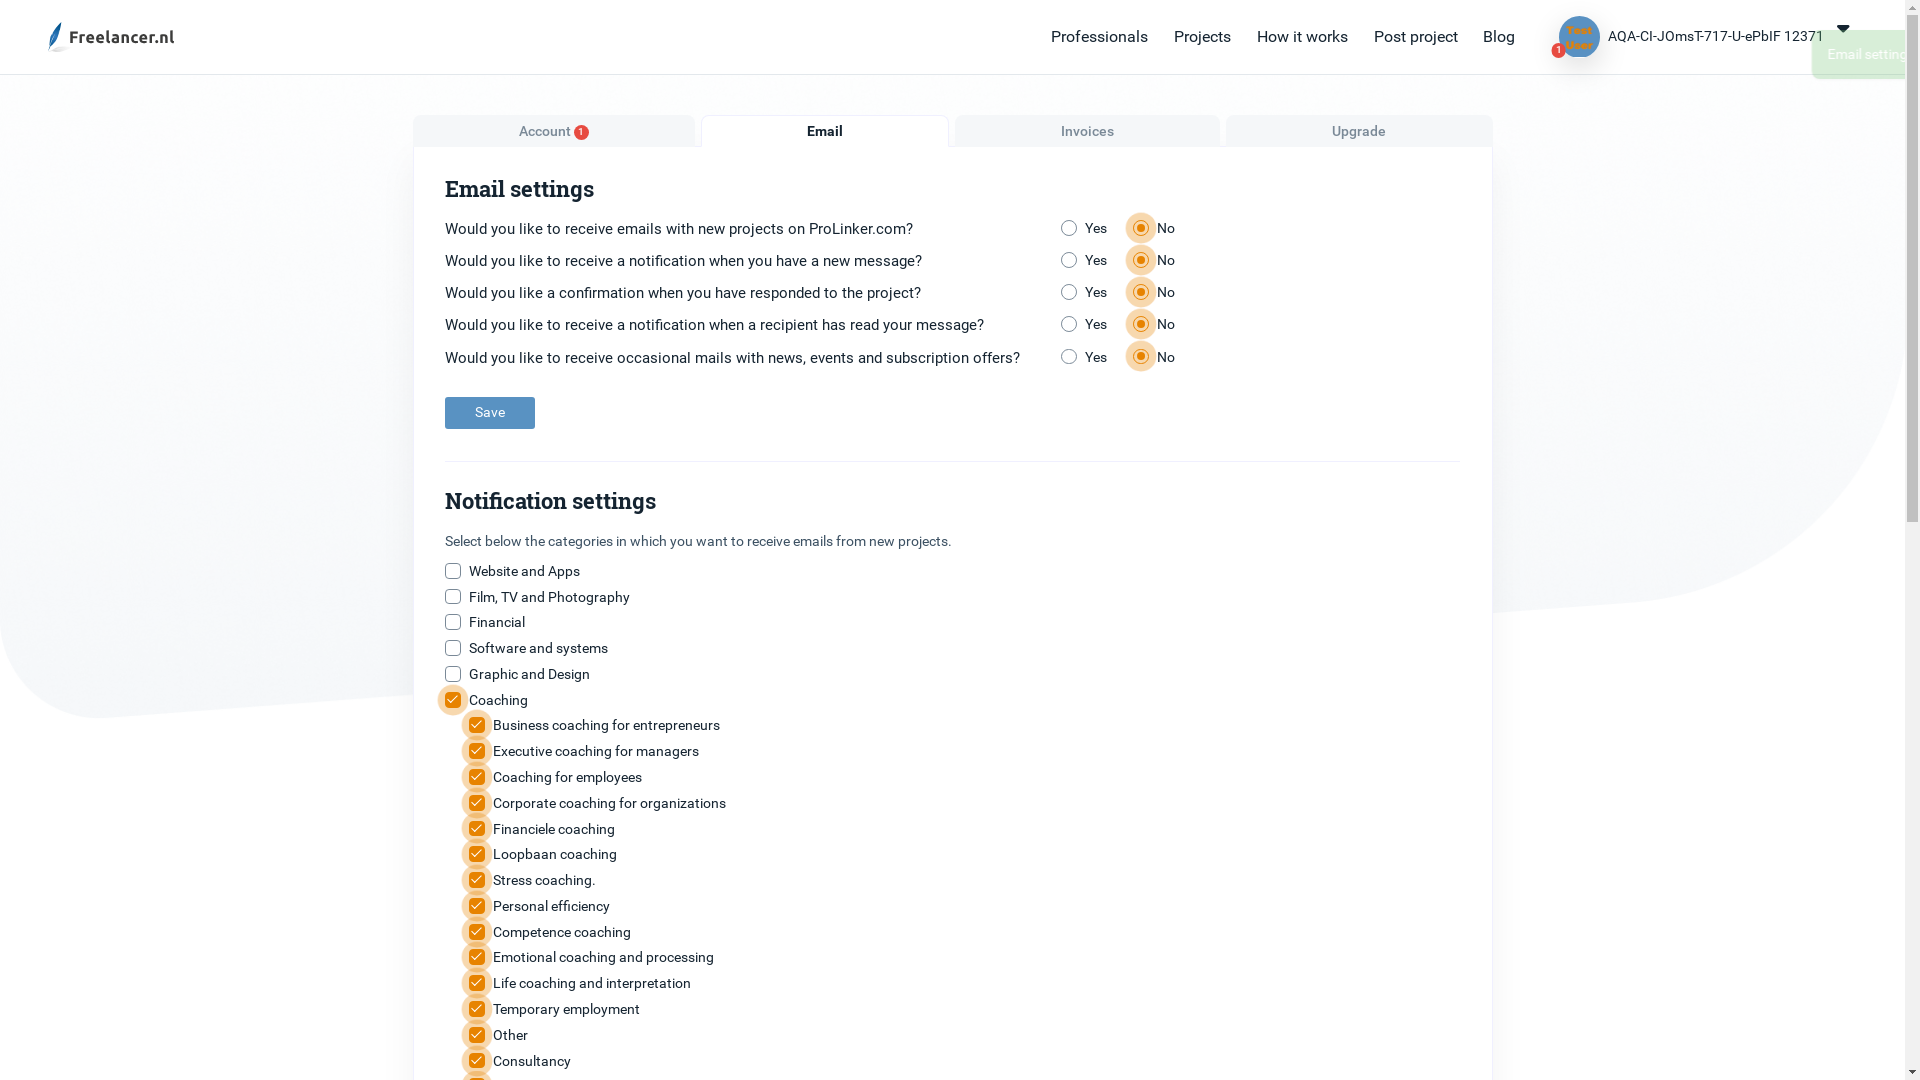 Freelancer.nl
Professionals Projects How it works Post project Blog
Test User
1
AQA-CI-JOmsT-717-U-ePbIF 12371
Email
Account 1 Email Invoices Upgrade
Email settings
Would you like to receive emails with new projects on ProLinker.com? Yes No
Would you like to receive a notification when you have a new message? Yes No
Would you like a confirmation when you have responded to the project? Yes No
Would you like to receive a notification when a recipient has read your message? Yes No
Would you like to receive occasional mails with news, events and subscription offers? Yes No
Save
Notification settings
Select below the categories in which you want to receive emails from new projects.
Website and Apps
Film, TV and Photography
Financial
Software and systems
Graphic and Design
Coaching
Business coaching for entrepreneurs
Executive coaching for managers
Coaching for employees
Corporate coaching for organizations
Financiele coaching
Loopbaan coaching
Stress coaching.
Personal efficiency
Competence coaching
Emotional coaching and processing
Life coaching and interpretation
Temporary employment
Other
Consultancy